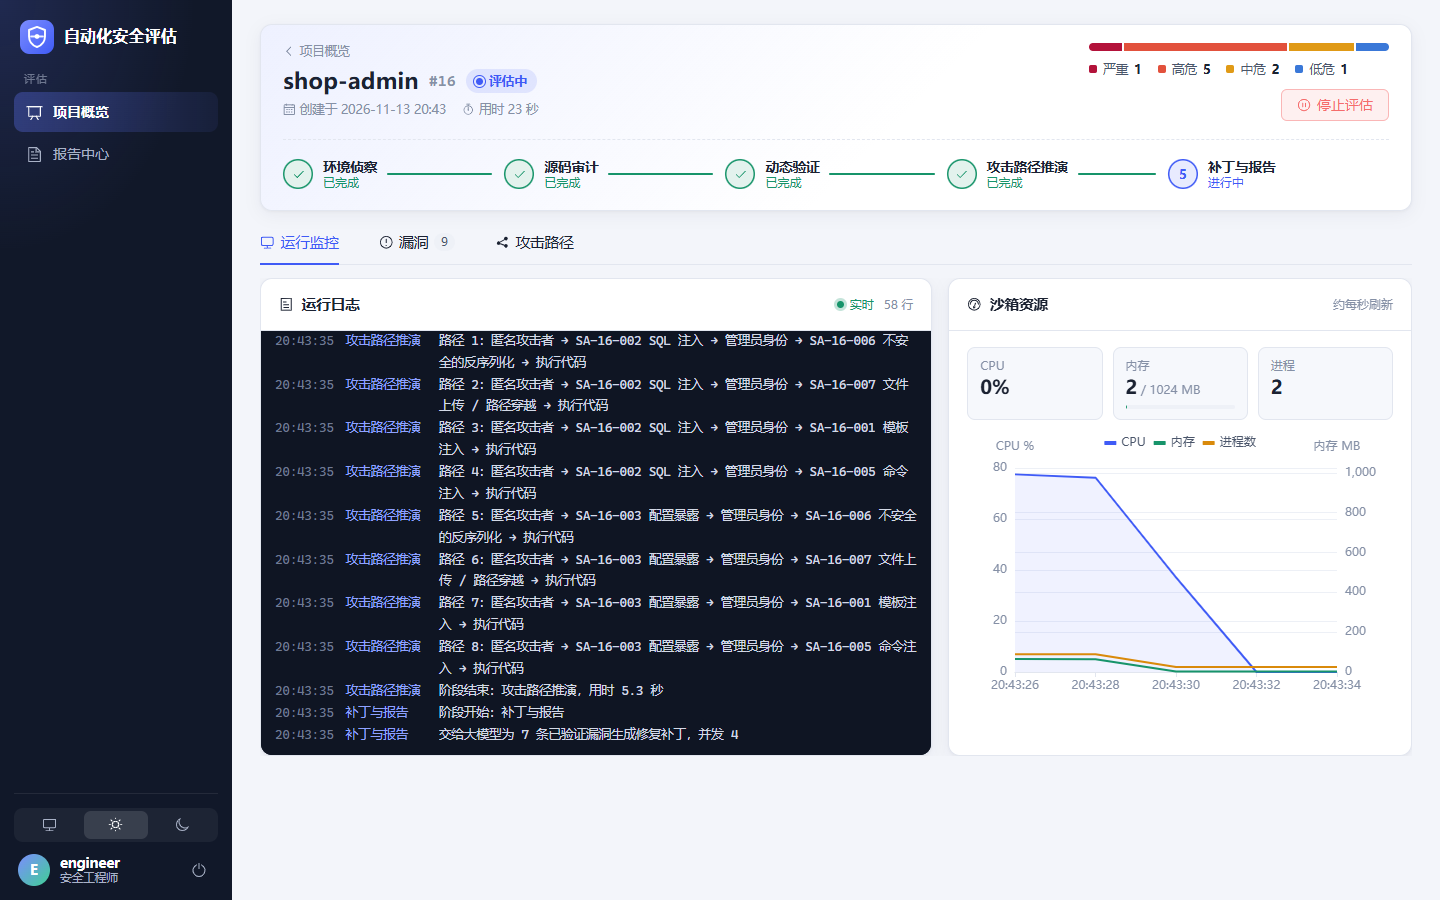 自动化安全评估
评估
项目概览
报告中心
engineer
安全工程师
E
项目概览
shop-admin #16 评估中
创建于 2026-11-13 20:43 用时 23 秒
严重 1 高危 5 中危 2 低危 1
停止评估
环境侦察
已完成
源码审计
已完成
动态验证
已完成
攻击路径推演
已完成
5
补丁与报告
进行中
运行监控
漏洞 9
攻击路径
运行日志
实时 58 行
20:43:35 攻击路径推演 路径 1: 匿名攻击者 → SA-16-002 SQL 注入 → 管理员身份 → SA-16-006 不安
全的反序列化 → 执行代码
20:43:35 攻击路径推演 路径 2: 匿名攻击者 → SA-16-002 SQL 注入 → 管理员身份 → SA-16-007 文件
上传 / 路径穿越 → 执行代码
20:43:35 攻击路径推演 路径 3: 匿名攻击者 → SA-16-002 SQL 注入 → 管理员身份 → SA-16-001 模板
注入 → 执行代码
20:43:35 攻击路径推演 路径 4: 匿名攻击者 → SA-16-002 SQL 注入 → 管理员身份 → SA-16-005 命令
注入 → 执行代码
20:43:35 攻击路径推演 路径 5: 匿名攻击者 → SA-16-003 配置暴露 → 管理员身份 → SA-16-006 不安全
的反序列化 → 执行代码
20:43:35 攻击路径推演 路径 6: 匿名攻击者 → SA-16-003 配置暴露 → 管理员身份 → SA-16-007 文件上
传 / 路径穿越 → 执行代码
20:43:35 攻击路径推演 路径 7: 匿名攻击者 → SA-16-003 配置暴露 → 管理员身份 → SA-16-001 模板注
入 → 执行代码
20:43:35 攻击路径推演 路径 8: 匿名攻击者 → SA-16-003 配置暴露 → 管理员身份 → SA-16-005 命令注
入 → 执行代码
20:43:35 攻击路径推演 阶段结束: 攻击路径推演, 用时 5.3 秒
20:43:35 补丁与报告 阶段开始: 补丁与报告
20:43:35 补丁与报告 交给大模型为 7 条已验证漏洞生成修复补丁, 并发 4
沙箱资源
约每秒刷新
CPU
0%
内存
2 / 1024 MB
进程
2
CPU % CPU 内存 进程数 内存 MB
80
60
40
20
0
1,000
800
600
400
200
0
20:43:26 20:43:28 20:43:30 20:43:32 20:43:34